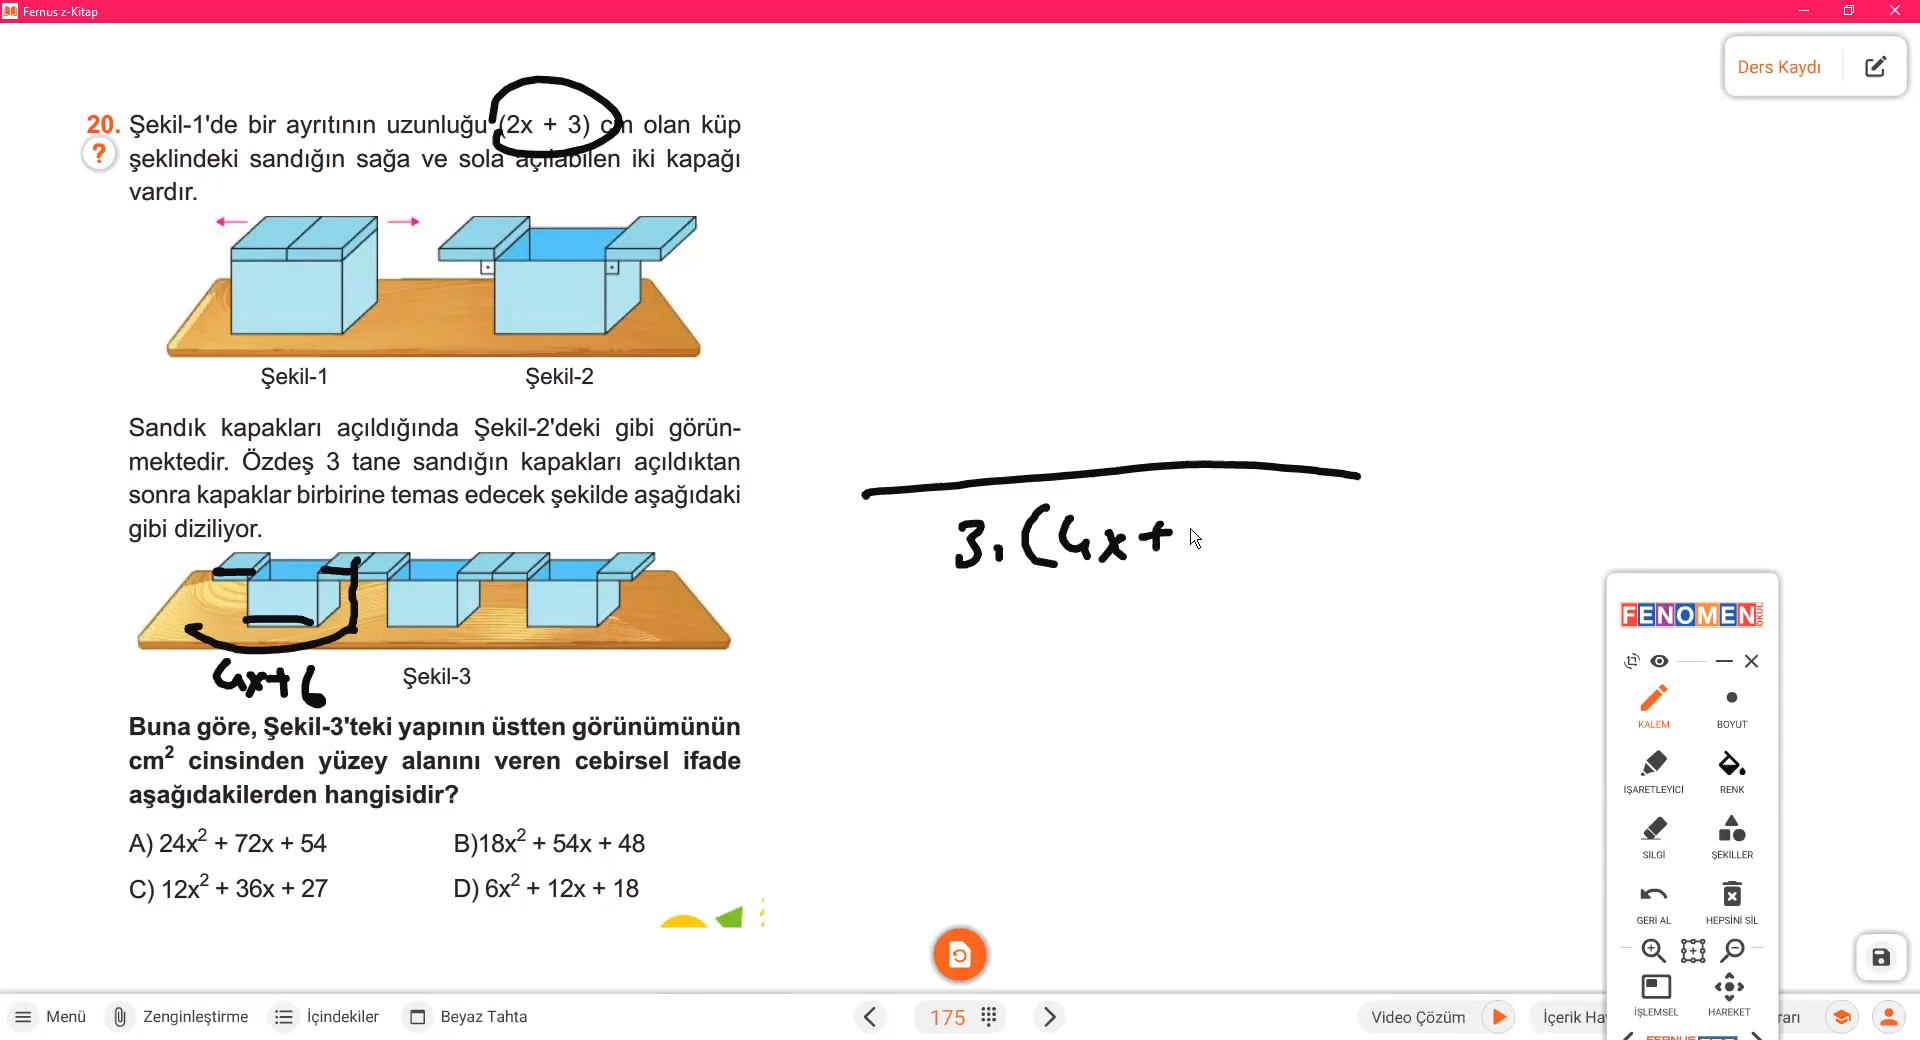 Fernus z-Kitap
Ders Kaydı
20. Şekil-1'de bir ayrıtının uzunluğu (2x + 3) cm olan küp
? şeklindeki sandığın sağa ve sola açılabilen iki kapağı
vardır.
Şekil-1 Şekil-2
Sandık kapakları açıldığında Şekil-2'deki gibi görün-
mektedir. Özdeş 3 tane sandığın kapakları açıldıktan
sonra kapaklar birbirine temas edecek şekilde aşağıdaki
gibi diziliyor.
3. (4x+
4x+6
Şekil-3
Buna göre, Şekil-3'teki yapının üstten görünümünün
cm² cinsinden yüzey alanını veren cebirsel ifade
aşağıdakilerden hangisidir?
A) 24x² + 72x + 54 B)18x² + 54x + 48
C) 12x² + 36x + 27 D) 6x² + 12x + 18
FENOMEN OKUL
KALEM BOYUT
İŞARETLEYİCİ RENK
SİLGİ ŞEKİLLER
GERİ AL HEPSİNİ SİL
İŞLEMSEL HAREKET
Menü Zenginleştirme İçindekiler Beyaz Tahta 175 Video Çözüm